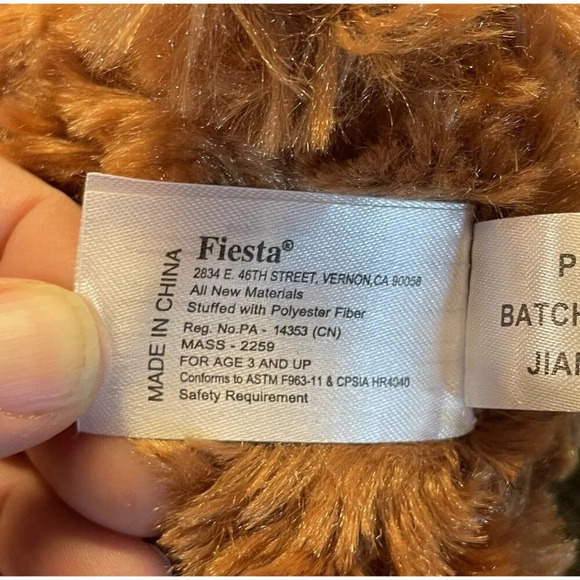 Fiesta®
2834 E. 46TH STREET, VERNON,CA 90058
All New Materials
Stuffed with Polyester Fiber
Reg. No.PA - 14353 (CN)
MASS - 2259
FOR AGE 3 AND UP
Conforms to ASTM F963-11 & CPSIA HR4040
Safety Requirement
MADE IN CHINA
P
BATCH
JIA